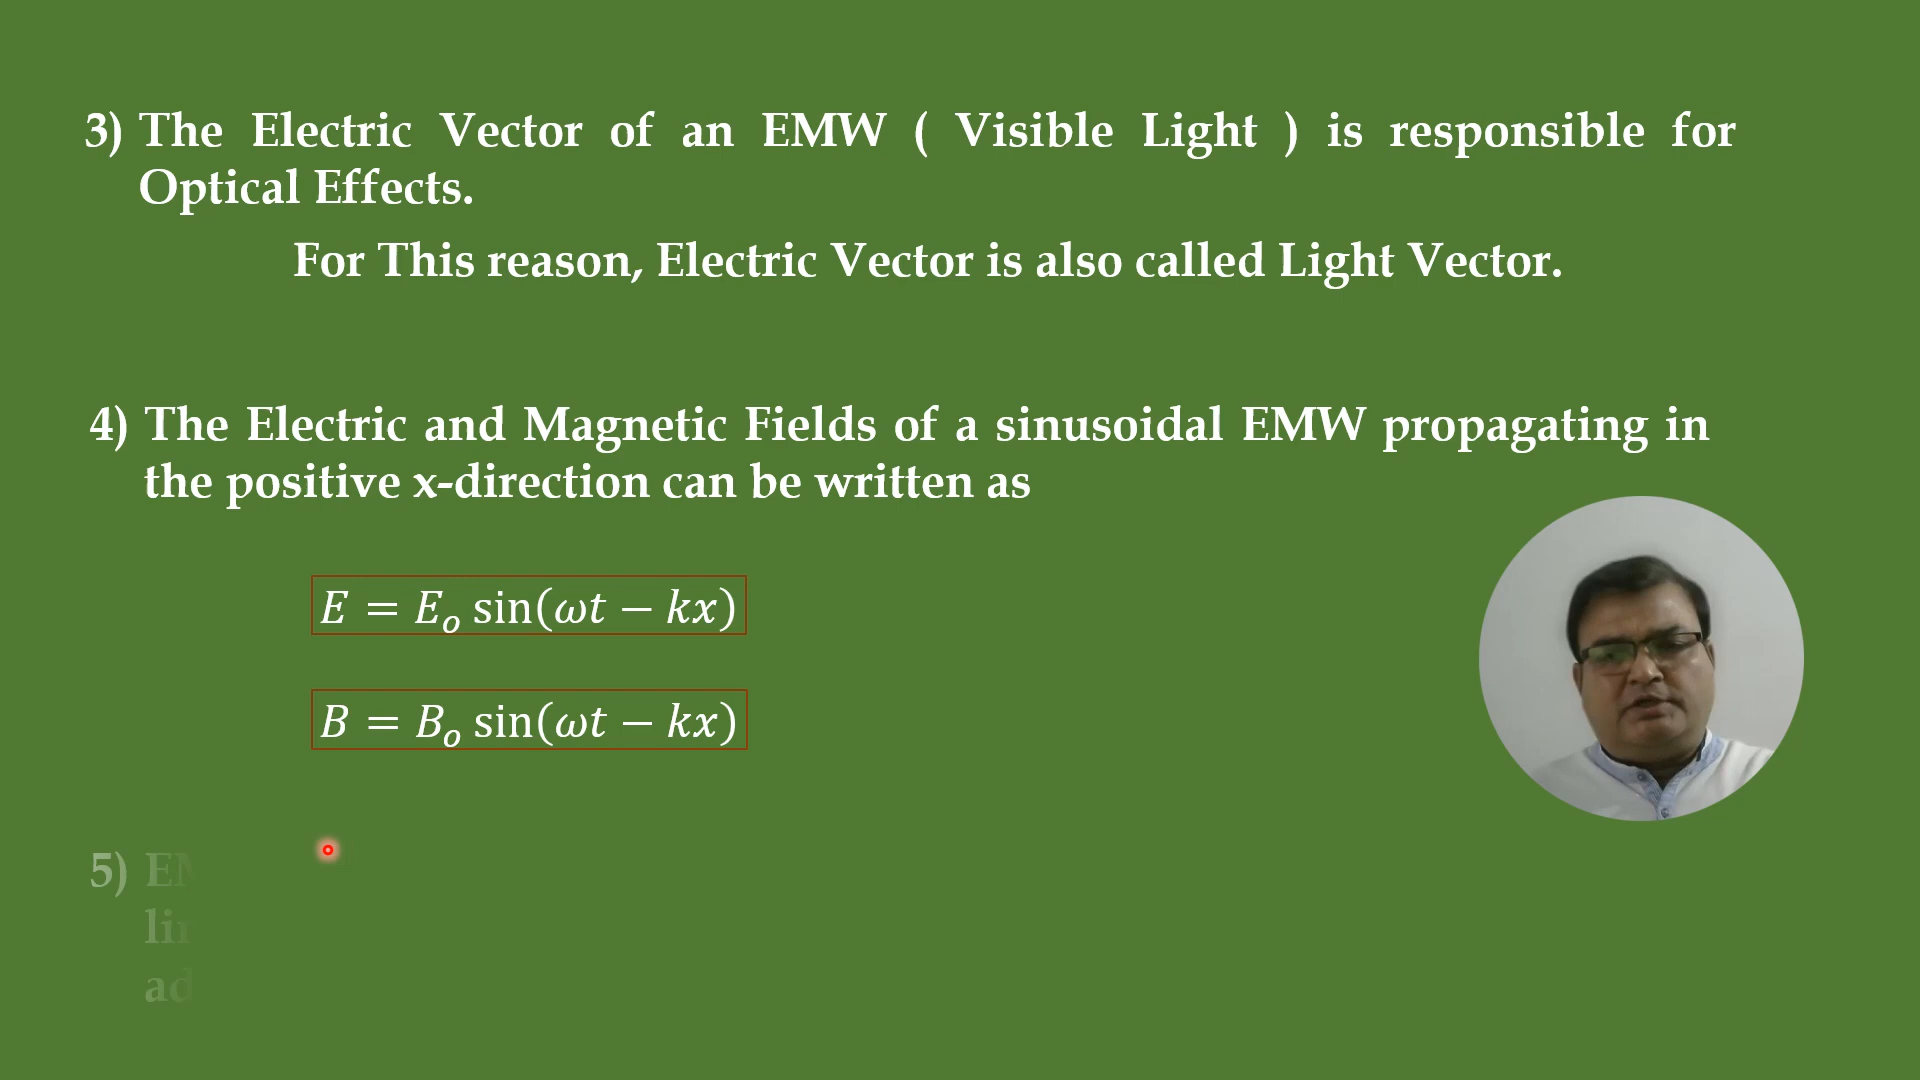 3) The Electric Vector of an EMW ( Visible Light ) is responsible for
Optical Effects.
For This reason, Electric Vector is also called Light Vector.
4) The Electric and Magnetic Fields of a sinusoidal EMW propagating in
the positive x-direction can be written as
E = Eₒ sin(ωt − kx)
B = Bₒ sin(ωt − kx)
5)